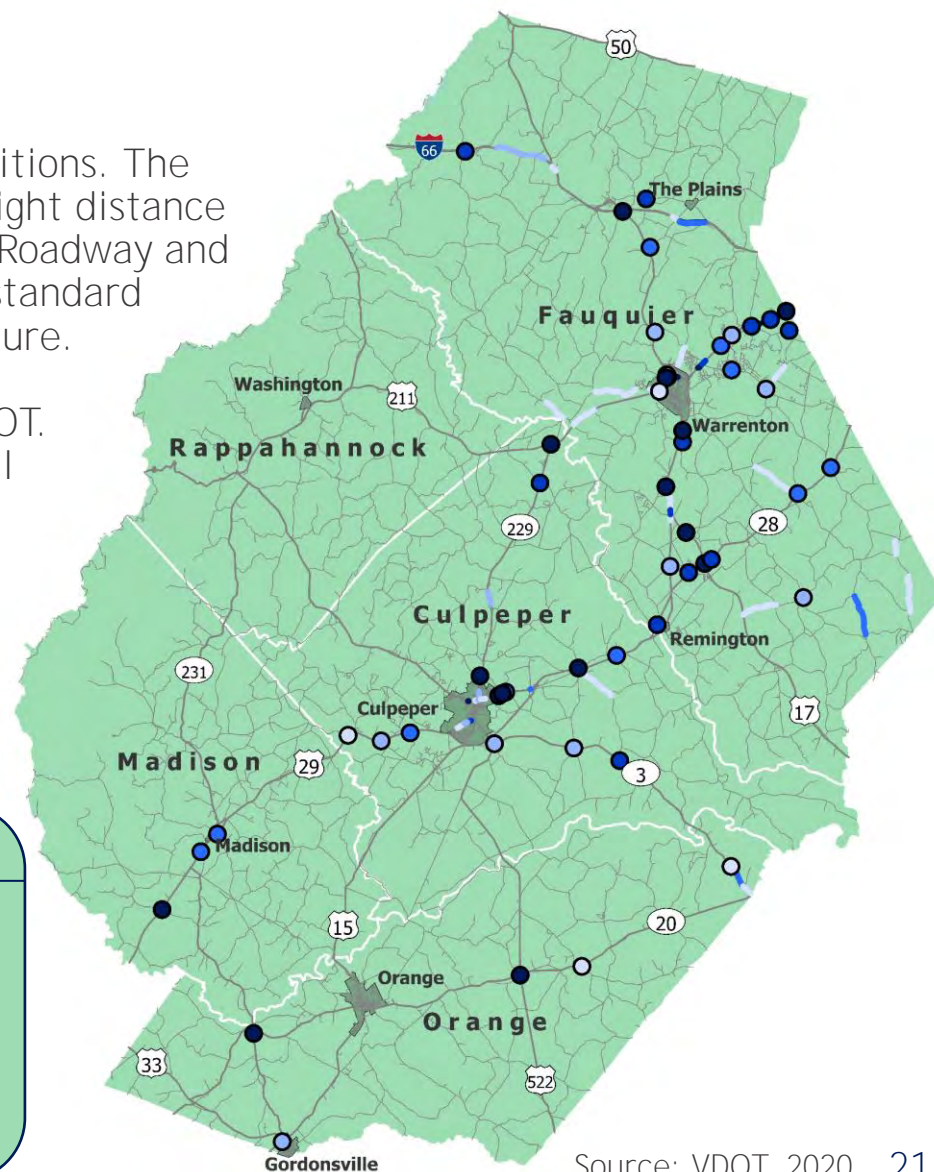 itions. The
ight distance
Roadway and
standard
ure.
OT.
l
50
66
The Plains
Fauquier
Washington
211
Warrenton
Rappahannock
229
28
Culpeper
Remington
231
Culpeper
17
Madison
29
3
Madison
15
20
Orange
Orange
33
522
Gordonsville
Source: VDOT, 2020 21